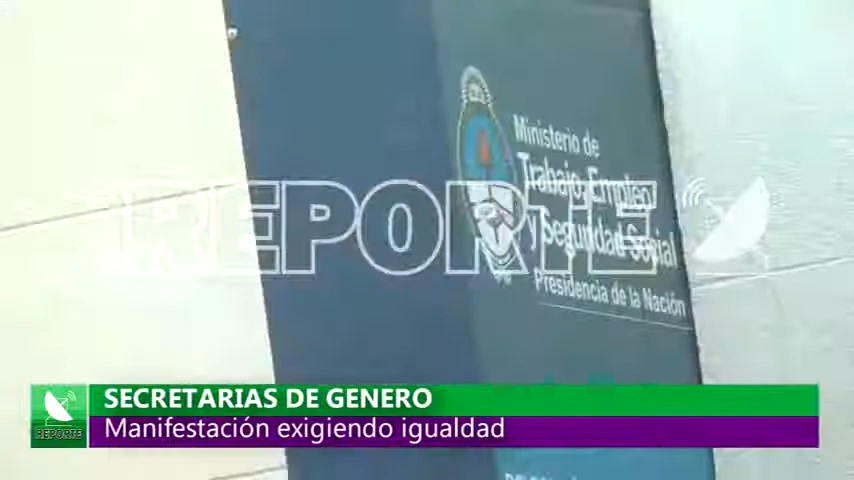 Ministerio de
Trabajo, Empleo
y Seguridad Social
Presidencia de la Nación
REPORTE
SECRETARIAS DE GENERO
Manifestación exigiendo igualdad
REPORTE